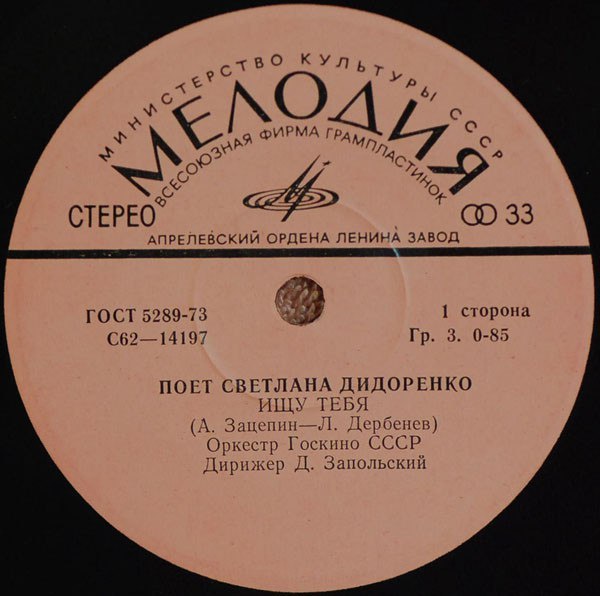 МИНИСТЕРСТВО КУЛЬТУРЫ СССР
МЕЛОДИЯ
ВСЕСОЮЗНАЯ ФИРМА ГРАМПЛАСТИНОК
СТЕРЕО
33
АПРЕЛЕВСКИЙ ОРДЕНА ЛЕНИНА ЗАВОД
ГОСТ 5289-73
1 сторона
С62—14197
Гр. 3. 0-85
ПОЕТ СВЕТЛАНА ДИДОРЕНКО
ИЩУ ТЕБЯ
(А. Зацепин—Л. Дербенев)
Оркестр Госкино СССР
Дирижер Д. Запольский